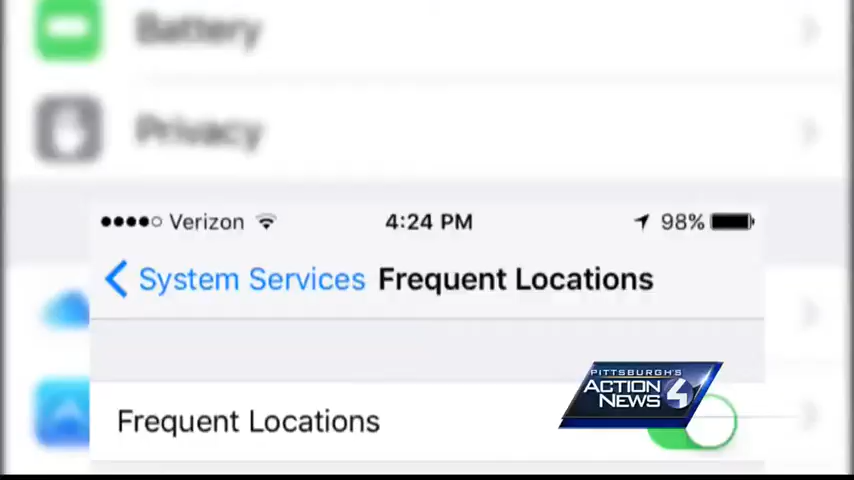 Battery
Privacy
Verizon 4:24 PM 98%
System Services Frequent Locations
PITTSBURGH'S
ACTION
NEWS 4
Frequent Locations